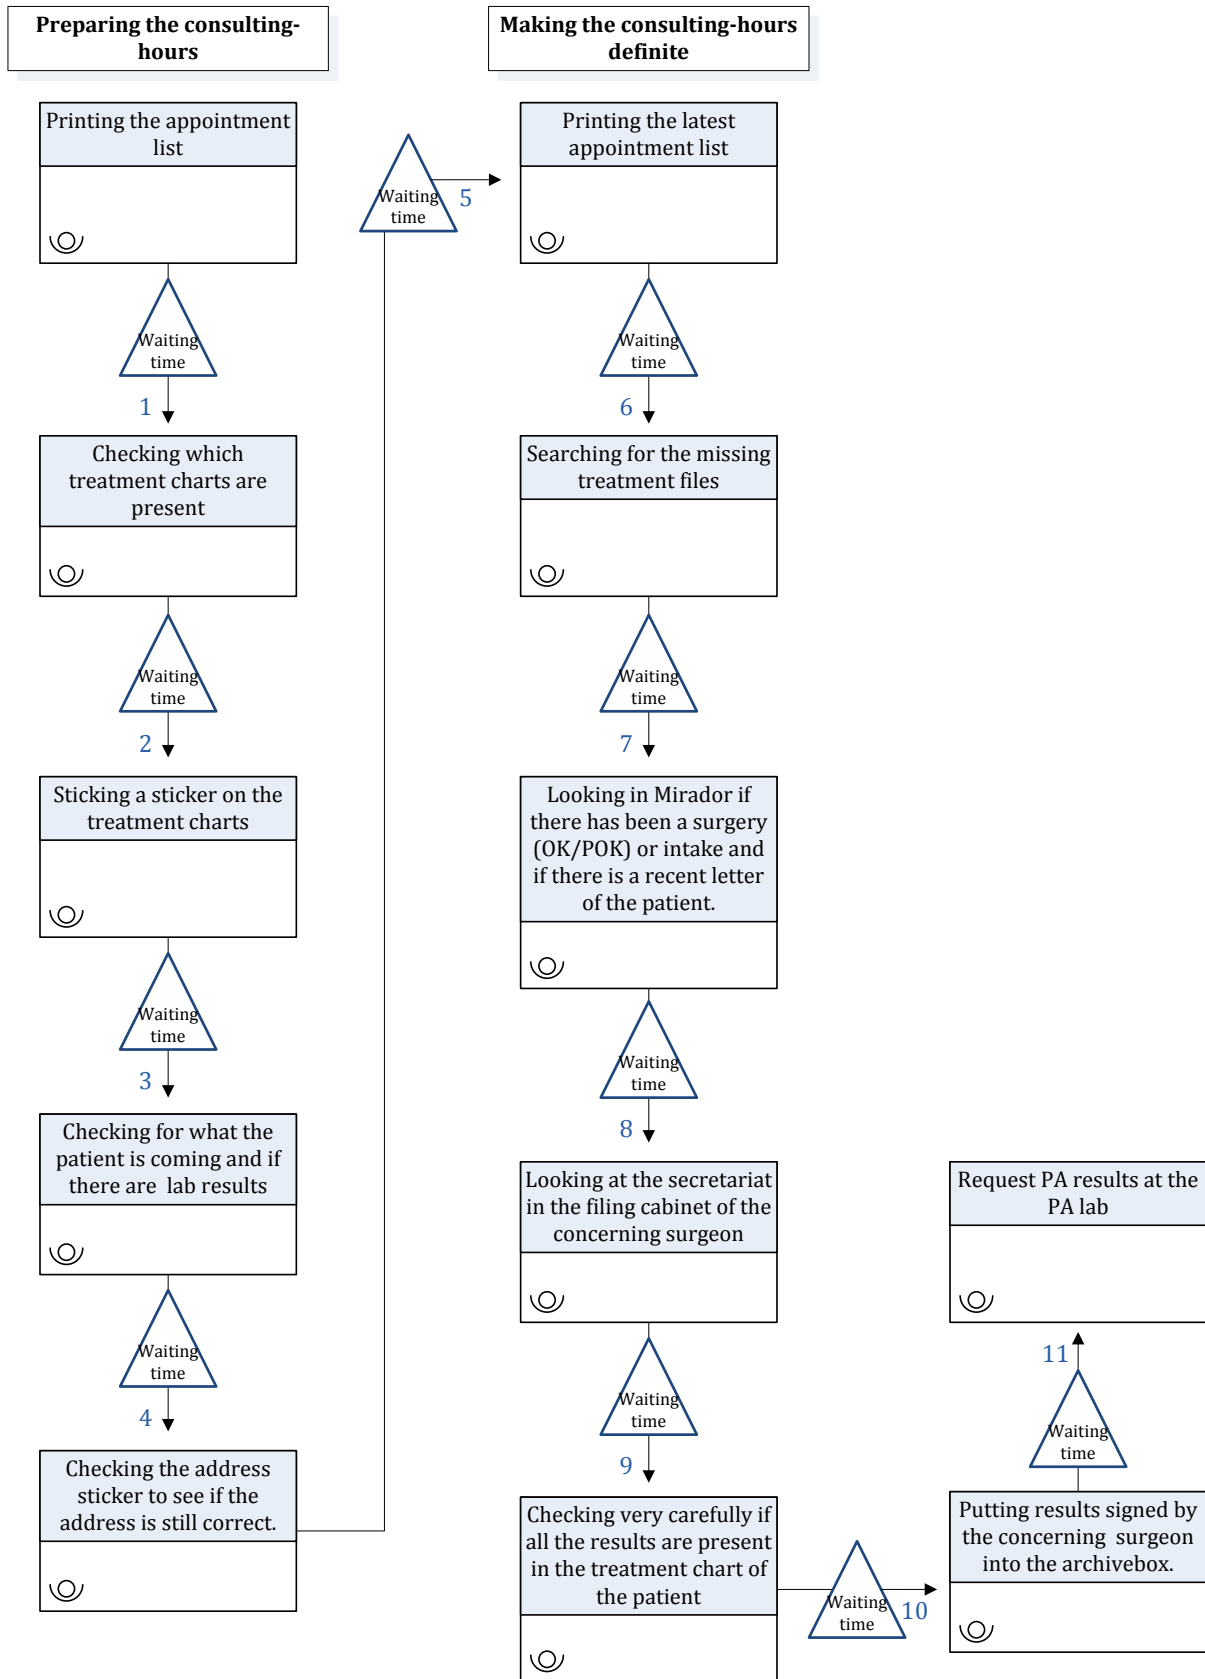 Preparing the consulting-
hours
Printing the appointment
list
Waiting
time
1
Checking which
treatment charts are
present
Waiting
time
2
Sticking a sticker on the
treatment charts
Waiting
time
3
Checking for what the
patient is coming and if
there are lab results
Waiting
time
4
Checking the address
sticker to see if the
address is still correct.
Waiting
time
5
Making the consulting-hours
definite
Printing the latest
appointment list
Waiting
time
6
Searching for the missing
treatment files
Waiting
time
7
Looking in Mirador if
there has been a surgery
(OK/POK) or intake and
if there is a recent letter
of the patient.
Waiting
time
8
Looking at the secretariat
in the filing cabinet of the
concerning surgeon
Waiting
time
9
Checking very carefully if
all the results are present
in the treatment chart of
the patient
Waiting
time
10
Putting results signed by
the concerning surgeon
into the archivebox.
Waiting
time
11
Request PA results at the
PA lab